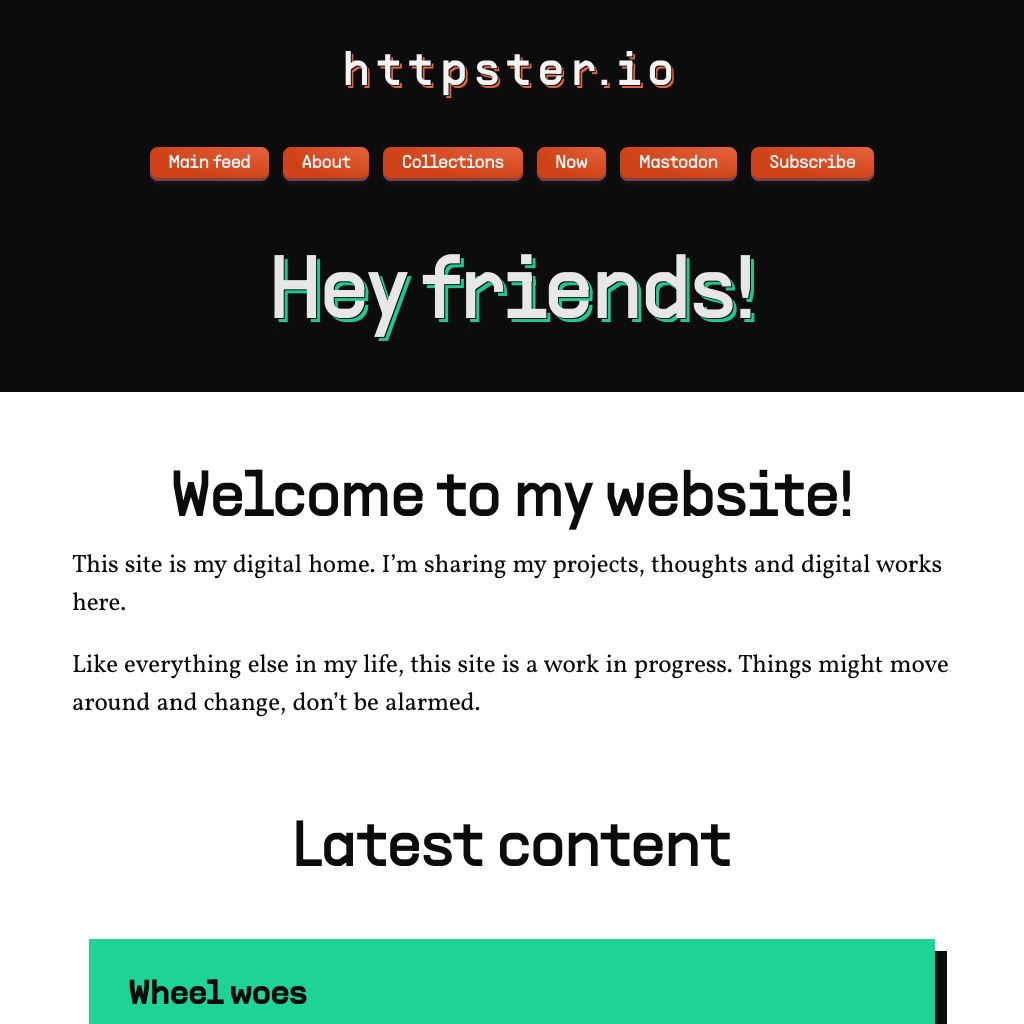 httpster.io
Main feed
About
Collections
Now
Mastodon
Subscribe
Hey friends!
Welcome to my website!
This site is my digital home. I’m sharing my projects, thoughts and digital works
here.
Like everything else in my life, this site is a work in progress. Things might move
around and change, don’t be alarmed.
Latest content
Wheel woes